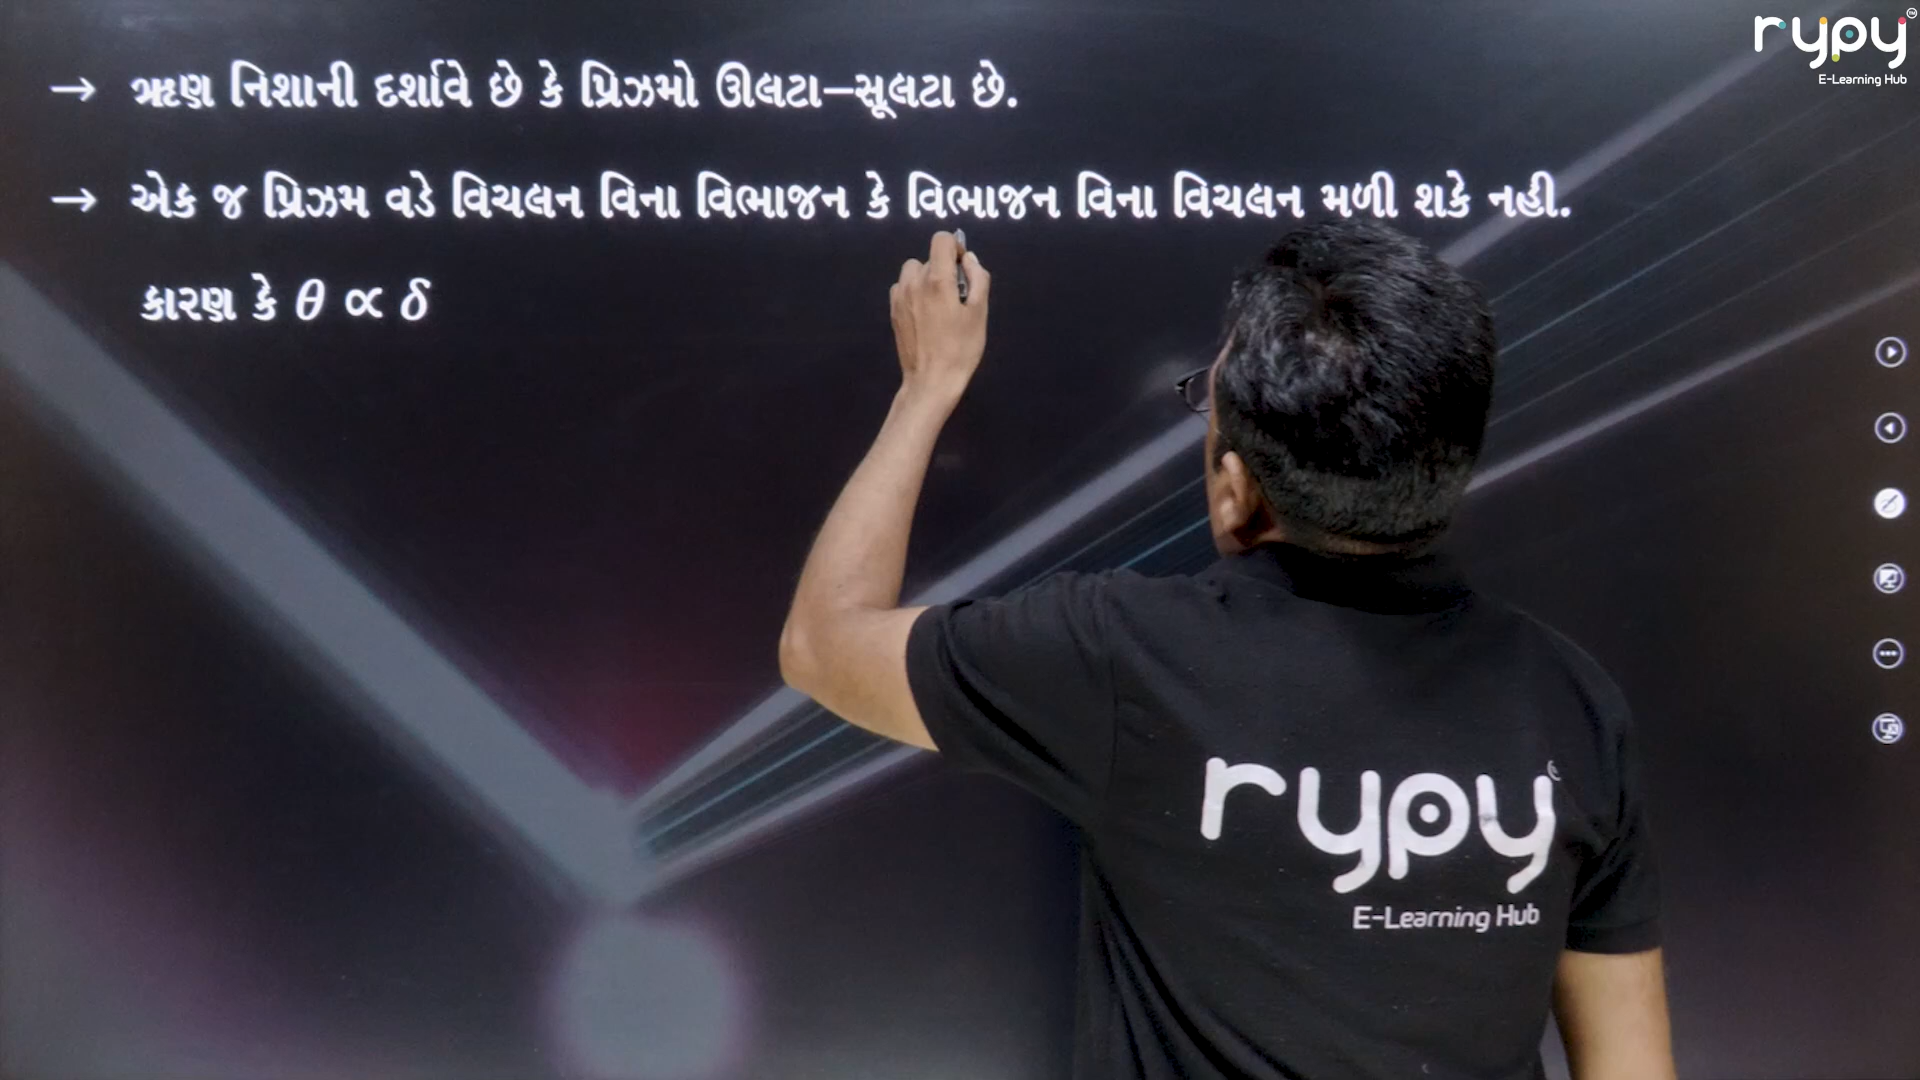 rypy
E-Learning Hub
→ ઋણ નિશાની દર્શાવે છે કે પ્રિઝમો ઊલટા–સૂલટા છે.
→ એક જ પ્રિઝમ વડે વિચલન વિના વિભાજન કે વિભાજન વિના વિચલન મળી શકે નહી.
કારણ કે θ ∝ δ
rypy
E-Learning Hub